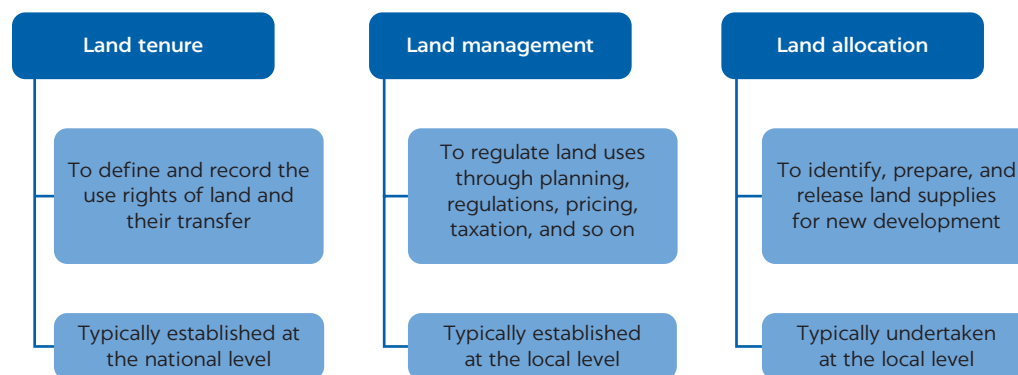 Land tenure
To define and record the
use rights of land and
their transfer
Typically established at
the national level
Land management
To regulate land uses
through planning,
regulations, pricing,
taxation, and so on
Typically established
at the local level
Land allocation
To identify, prepare, and
release land supplies
for new development
Typically undertaken
at the local level